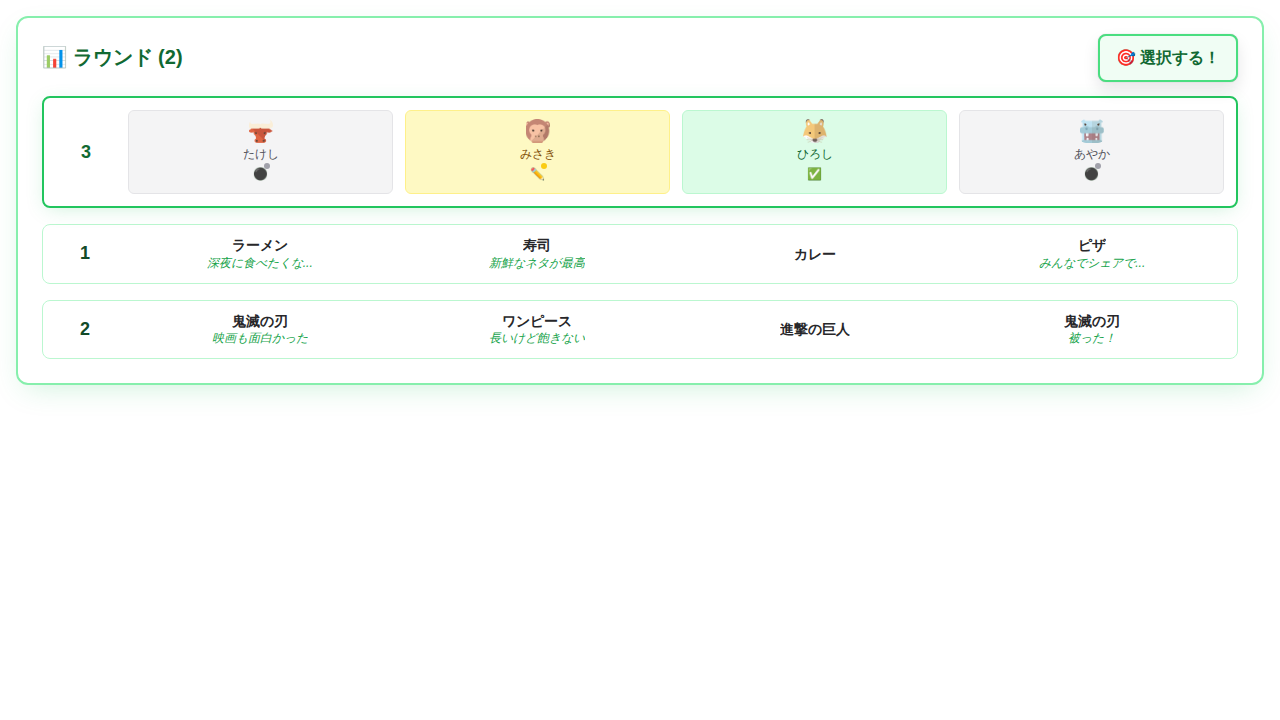 📊 ラウンド (2)
🎯 選択する！
3
たけし
みさき
ひろし
あやか
1
ラーメン
深夜に食べたくな...
寿司
新鮮なネタが最高
カレー
ピザ
みんなでシェアで...
2
鬼滅の刃
映画も面白かった
ワンピース
長いけど飽きない
進撃の巨人
鬼滅の刃
被った！